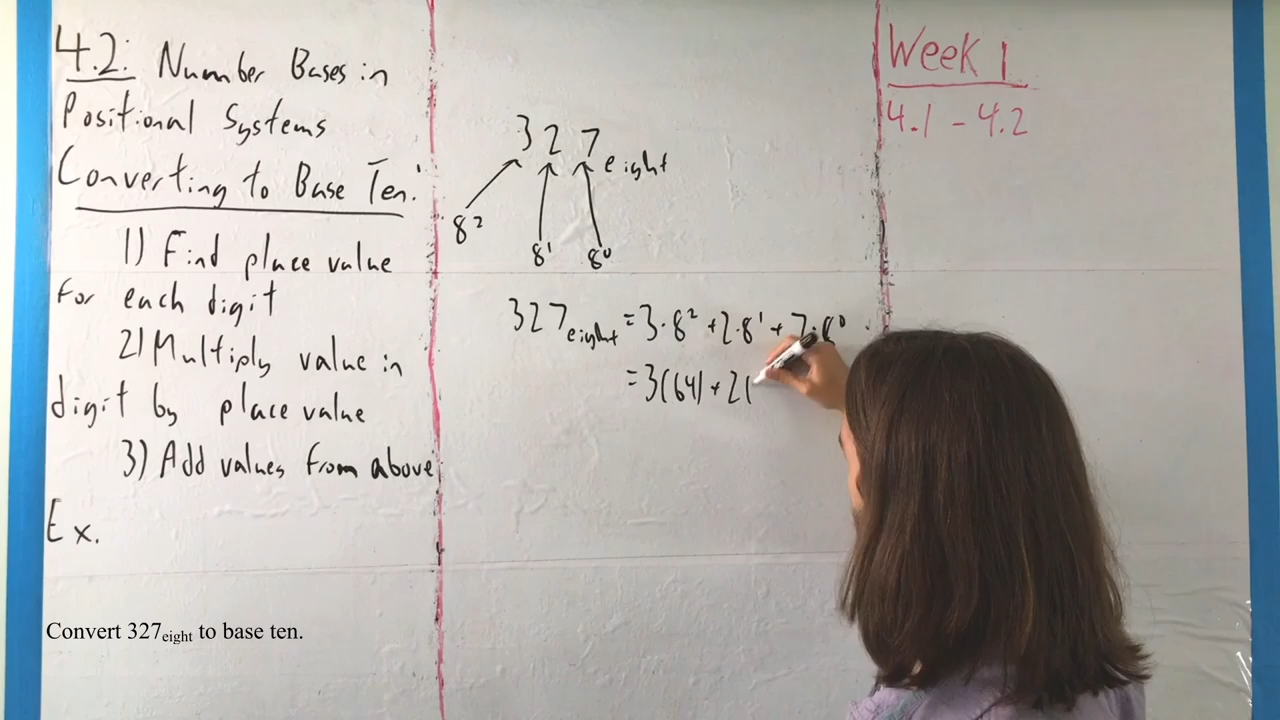 4.2: Number Bases in
Positional Systems
Converting to Base Ten:
1) Find place value
for each digit
2) Multiply value in
digit by place value
3) Add values from above
Ex.
Convert 327eight to base ten.
327eight
8² 8¹ 8⁰
327eight = 3·8² + 2·8¹ + 7·8⁰
= 3(64) + 2(
Week 1
4.1 - 4.2